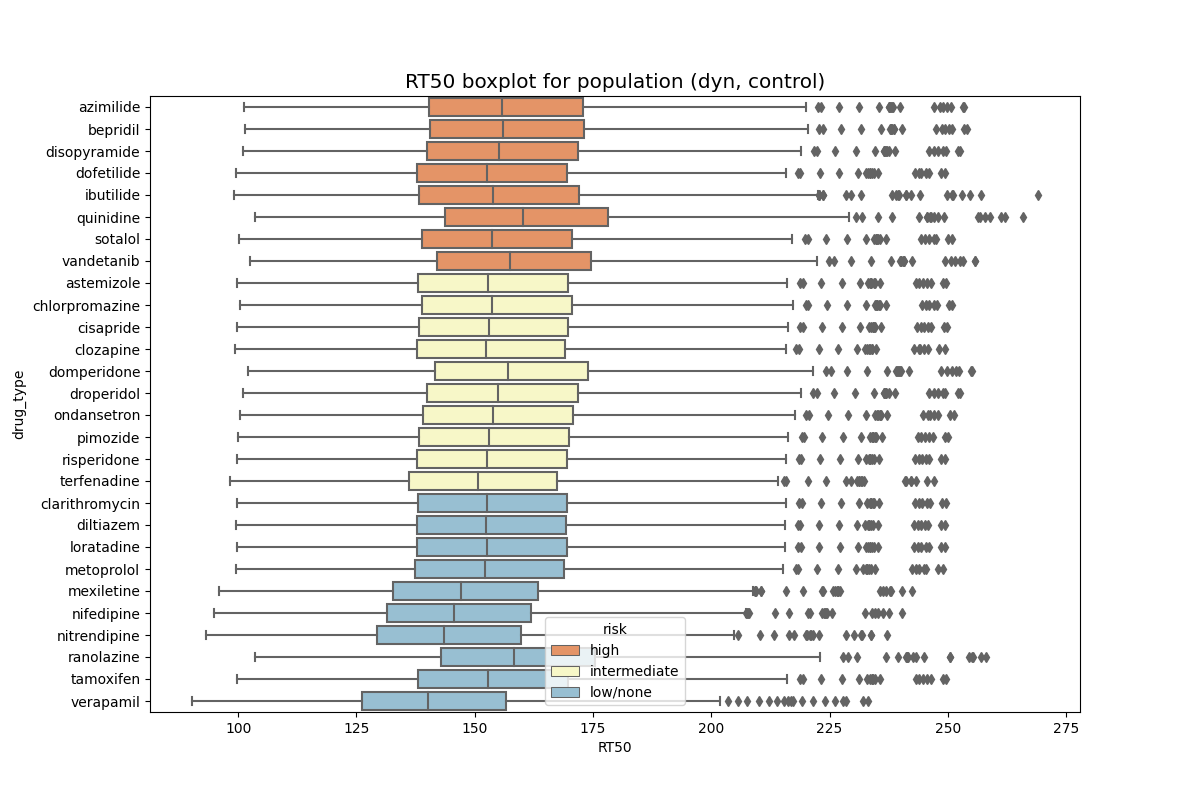 RT50 boxplot for population (dyn, control)
drug_type
azimilide
bepridil
disopyramide
dofetilide
ibutilide
quinidine
sotalol
vandetanib
astemizole
chlorpromazine
cisapride
clozapine
domperidone
droperidol
ondansetron
pimozide
risperidone
terfenadine
clarithromycin
diltiazem
loratadine
metoprolol
mexiletine
nifedipine
nitrendipine
ranolazine
tamoxifen
verapamil
risk
high
intermediate
low/none
100 125 150 175 200 225 250 275
RT50